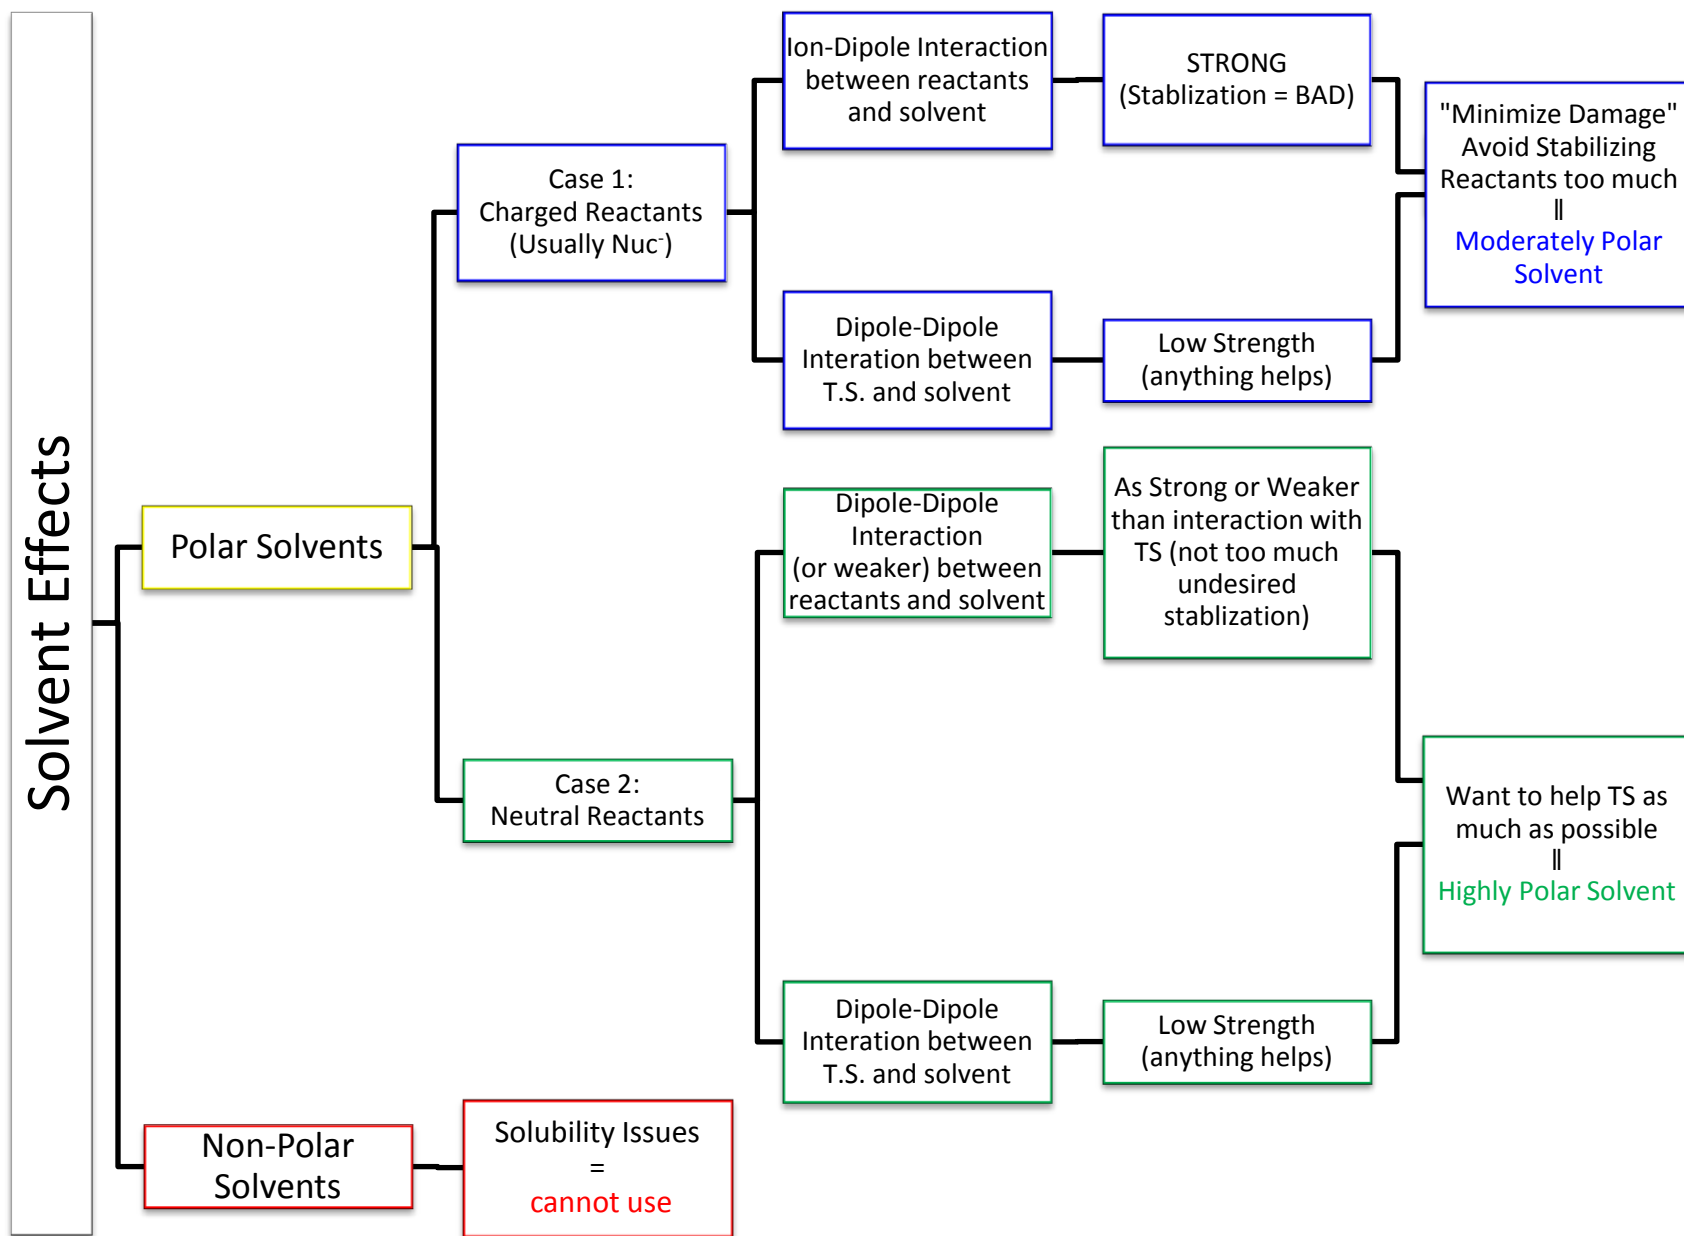 Solvent Effects
Polar Solvents
Non-Polar
Solvents
Case 1:
Charged Reactants
(Usually Nuc⁻)
Case 2:
Neutral Reactants
Solubility Issues
=
cannot use
Ion-Dipole Interaction
between reactants
and solvent
STRONG
(Stablization = BAD)
Dipole-Dipole
Interation between
T.S. and solvent
Low Strength
(anything helps)
"Minimize Damage"
Avoid Stabilizing
Reactants too much
||
Moderately Polar
Solvent
Dipole-Dipole
Interaction
(or weaker) between
reactants and solvent
As Strong or Weaker
than interaction with
TS (not too much
undesired
stablization)
Dipole-Dipole
Interation between
T.S. and solvent
Low Strength
(anything helps)
Want to help TS as
much as possible
||
Highly Polar Solvent